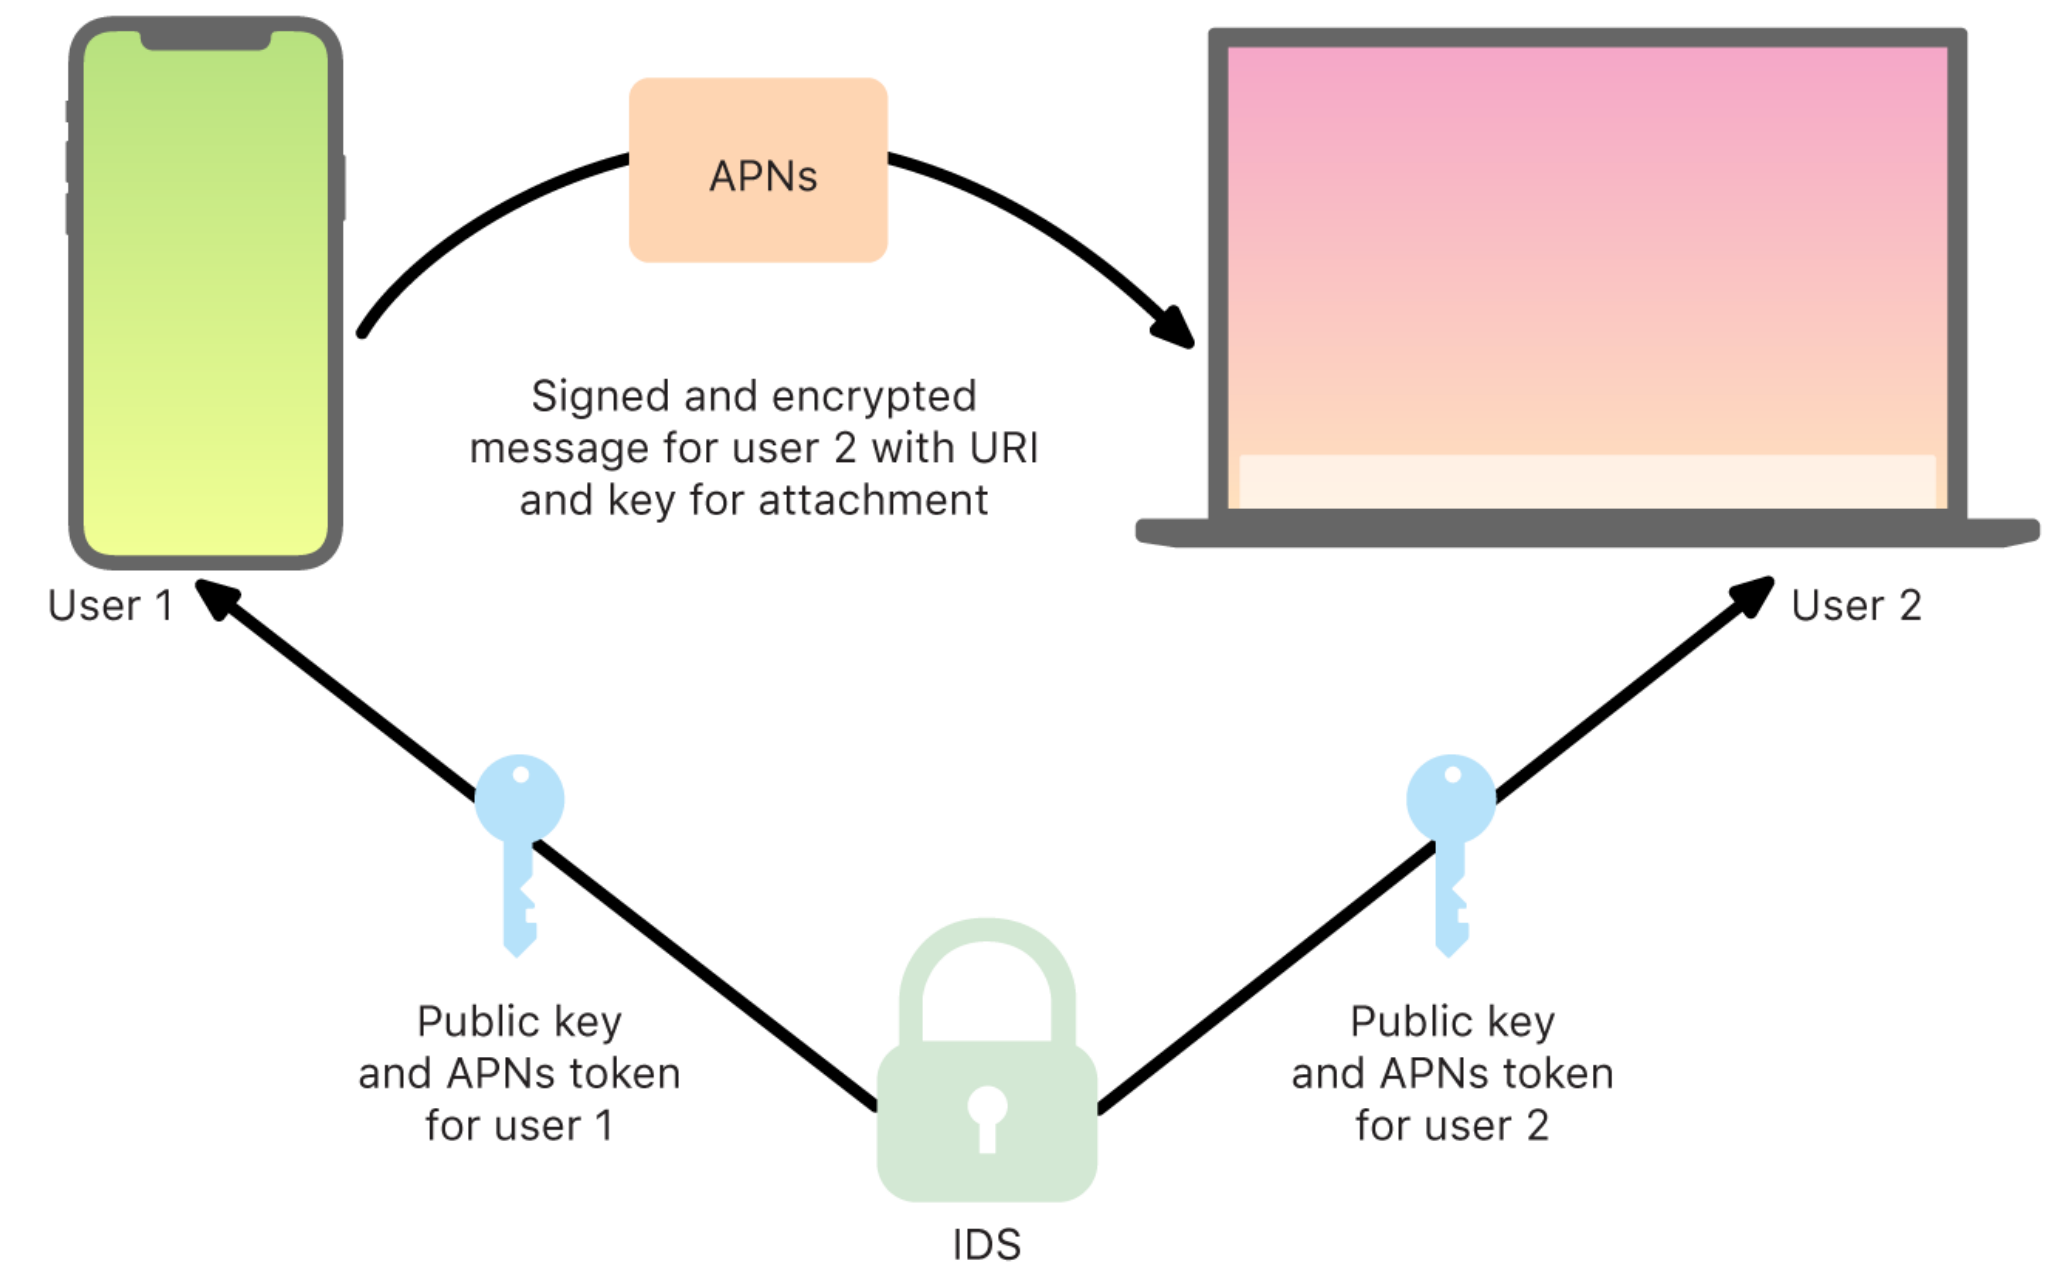 APNs
Signed and encrypted
message for user 2 with URI
and key for attachment
User 1
User 2
Public key
and APNs token
for user 1
Public key
and APNs token
for user 2
IDS